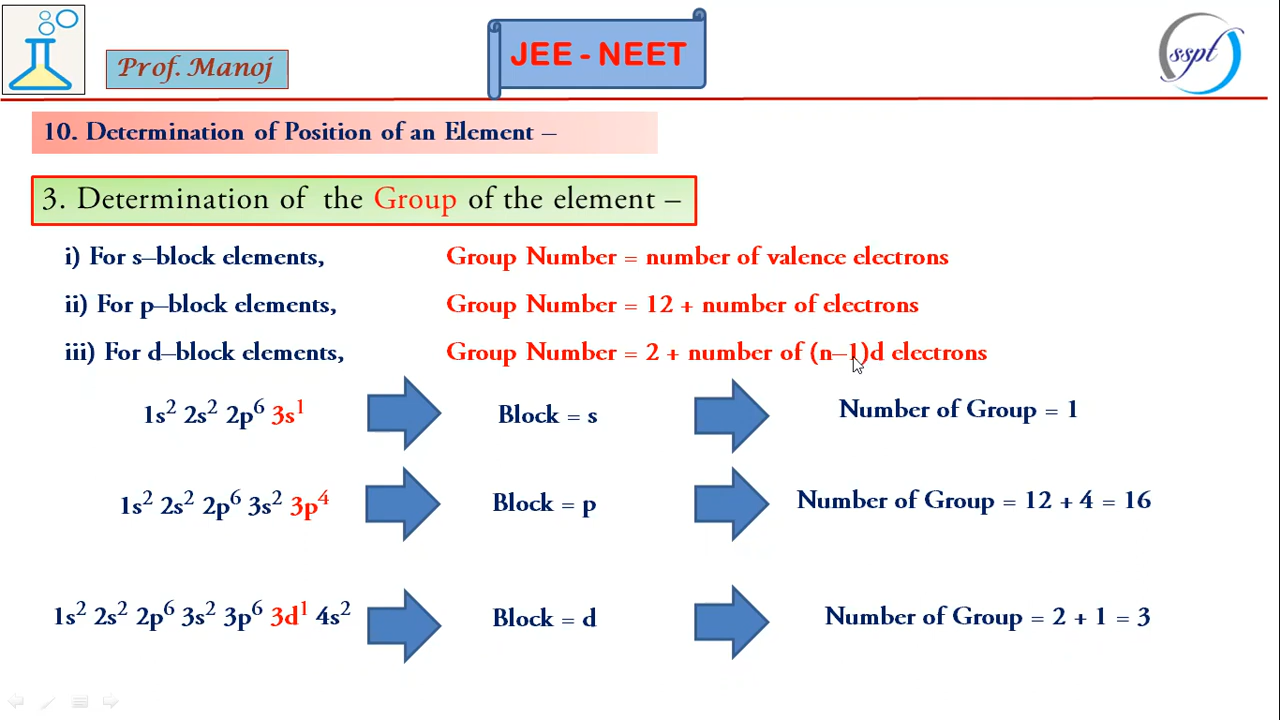 Prof. Manoj
JEE - NEET
sspt
10. Determination of Position of an Element –
3. Determination of the Group of the element –
i) For s–block elements, Group Number = number of valence electrons
ii) For p–block elements, Group Number = 12 + number of electrons
iii) For d–block elements, Group Number = 2 + number of (n–1)d electrons
1s² 2s² 2p⁶ 3s¹ Block = s Number of Group = 1
1s² 2s² 2p⁶ 3s² 3p⁴ Block = p Number of Group = 12 + 4 = 16
1s² 2s² 2p⁶ 3s² 3p⁶ 3d¹ 4s² Block = d Number of Group = 2 + 1 = 3